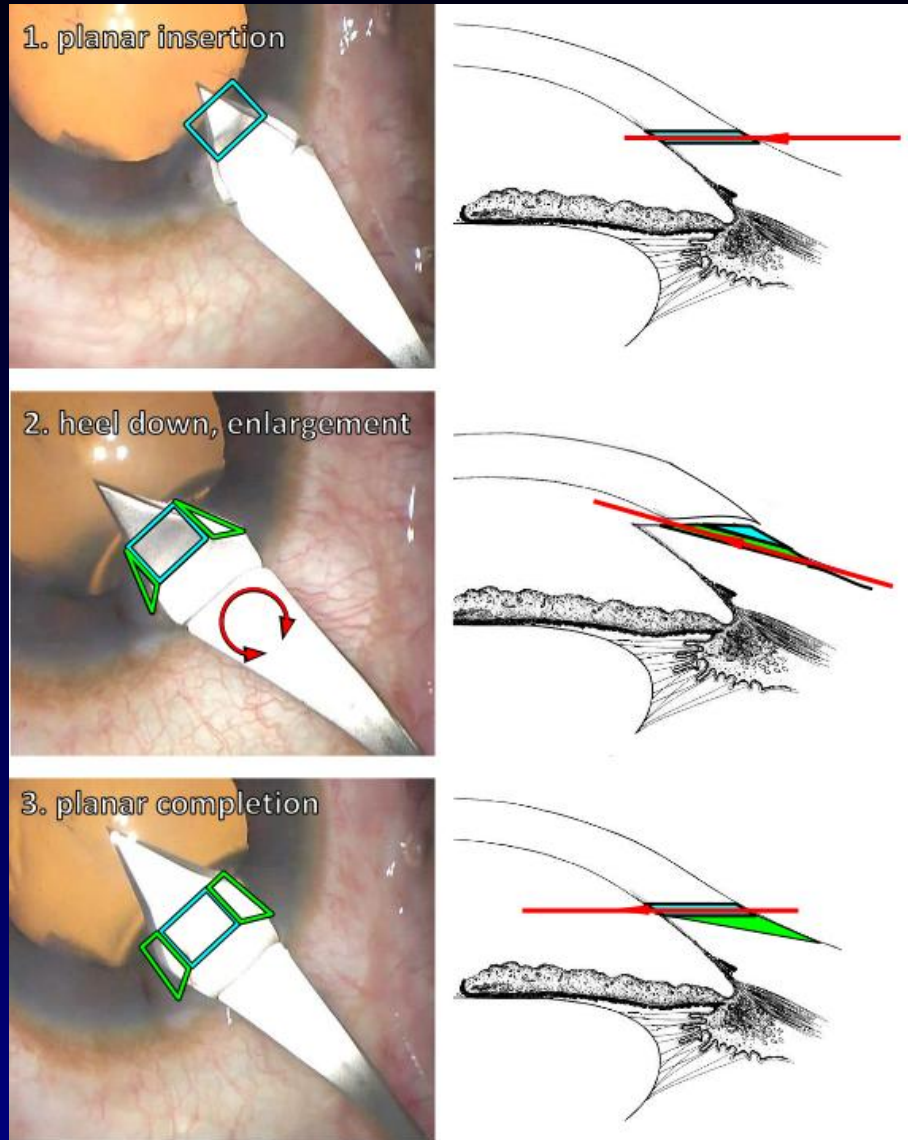 1. planar insertion
2. heel down, enlargement
3. planar completion